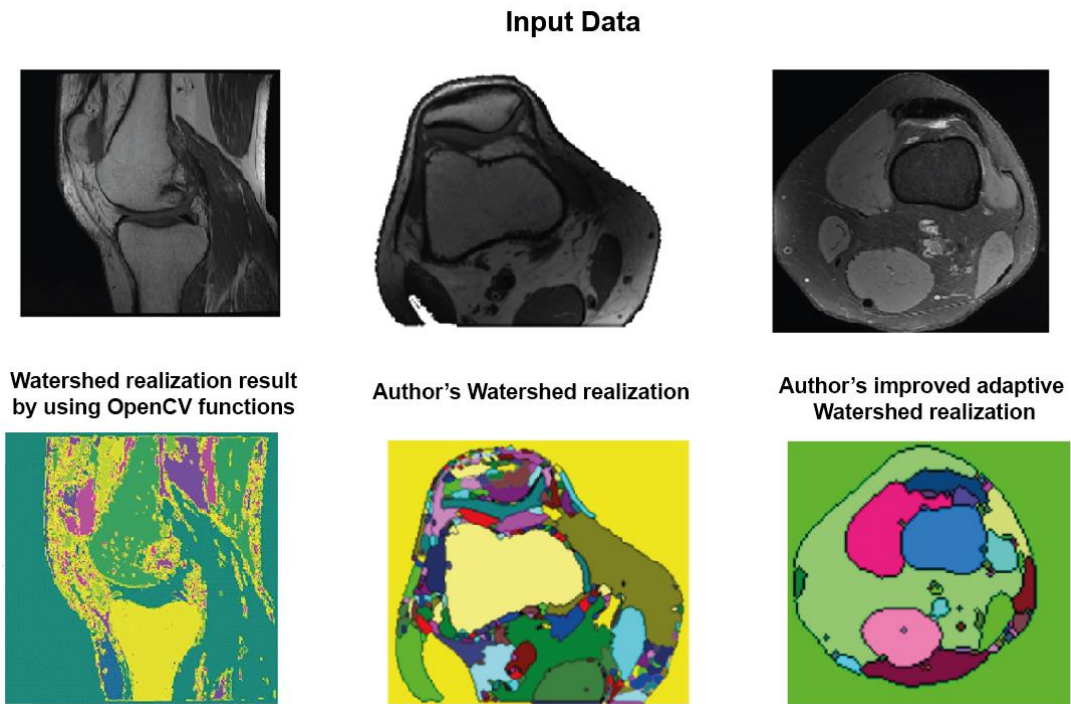 Input Data
Watershed realization result
by using OpenCV functions
Author's Watershed realization
Author's improved adaptive
Watershed realization